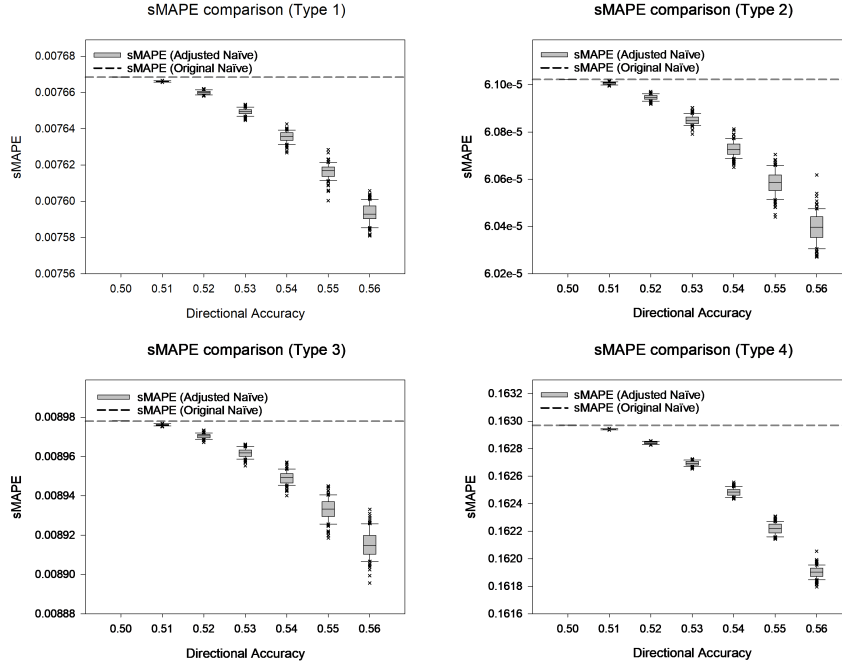 sMAPE comparison (Type 1)
sMAPE
0.00768
0.00766
0.00764
0.00762
0.00760
0.00758
0.00756
sMAPE (Adjusted Naïve)
sMAPE (Original Naïve)
0.50 0.51 0.52 0.53 0.54 0.55 0.56
Directional Accuracy
sMAPE comparison (Type 2)
sMAPE
6.10e-5
6.08e-5
6.06e-5
6.04e-5
6.02e-5
sMAPE (Adjusted Naïve)
sMAPE (Original Naïve)
0.50 0.51 0.52 0.53 0.54 0.55 0.56
Directional Accuracy
sMAPE comparison (Type 3)
sMAPE
0.00898
0.00896
0.00894
0.00892
0.00890
0.00888
sMAPE (Adjusted Naïve)
sMAPE (Original Naïve)
0.50 0.51 0.52 0.53 0.54 0.55 0.56
Directional Accuracy
sMAPE comparison (Type 4)
sMAPE
0.1632
0.1630
0.1628
0.1626
0.1624
0.1622
0.1620
0.1618
0.1616
sMAPE (Adjusted Naïve)
sMAPE (Original Naïve)
0.50 0.51 0.52 0.53 0.54 0.55 0.56
Directional Accuracy